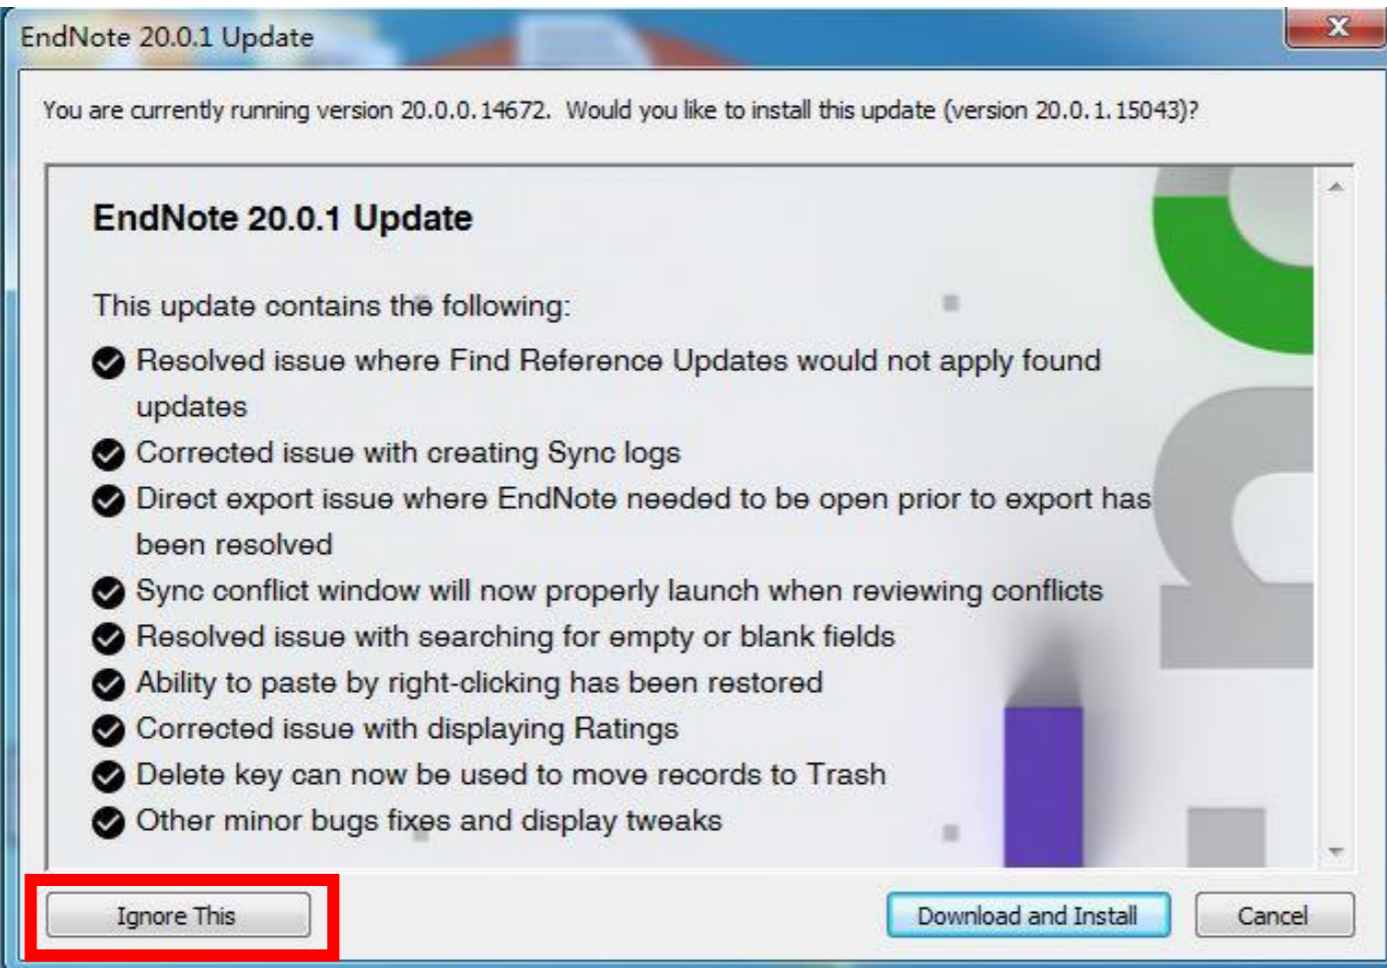 EndNote 20.0.1 Update
You are currently running version 20.0.0.14672. Would you like to install this update (version 20.0.1.15043)?
EndNote 20.0.1 Update
This update contains the following:
Resolved issue where Find Reference Updates would not apply found
updates
Corrected issue with creating Sync logs
Direct export issue where EndNote needed to be open prior to export has
been resolved
Sync conflict window will now properly launch when reviewing conflicts
Resolved issue with searching for empty or blank fields
Ability to paste by right-clicking has been restored
Corrected issue with displaying Ratings
Delete key can now be used to move records to Trash
Other minor bugs fixes and display tweaks
Ignore This
Download and Install
Cancel